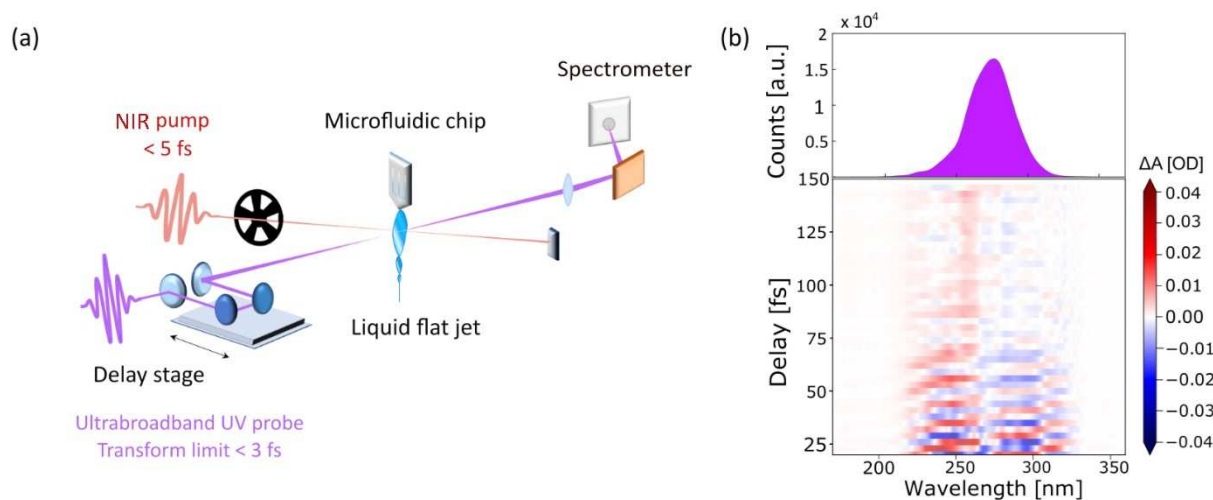 (a)
NIR pump
< 5 fs
Microfluidic chip
Spectrometer
Liquid flat jet
Delay stage
Ultrabroadband UV probe
Transform limit < 3 fs
(b)
x 10⁴
2
1.5
1
0.5
Counts [a.u.]
150
125
100
75
50
25
Delay [fs]
200
250
300
350
Wavelength [nm]
ΔA [OD]
0.04
0.03
0.02
0.01
0.00
−0.01
−0.02
−0.03
−0.04